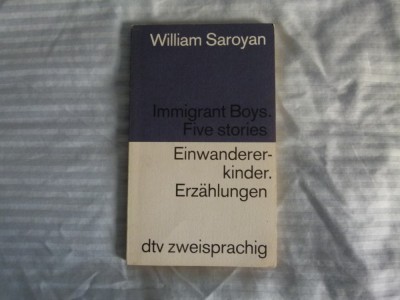 William Saroyan
Immigrant Boys.
Five stories
Einwanderer-
kinder.
Erzählungen
dtv zweisprachig